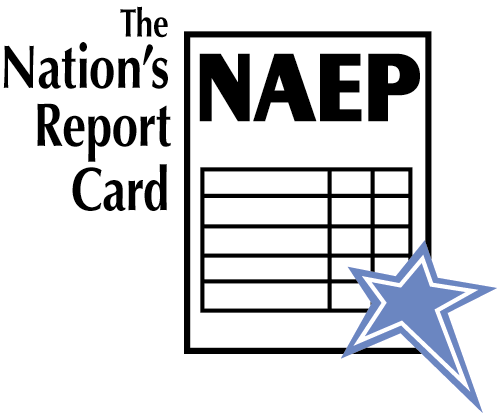 The
Nation's
Report
Card
NAEP